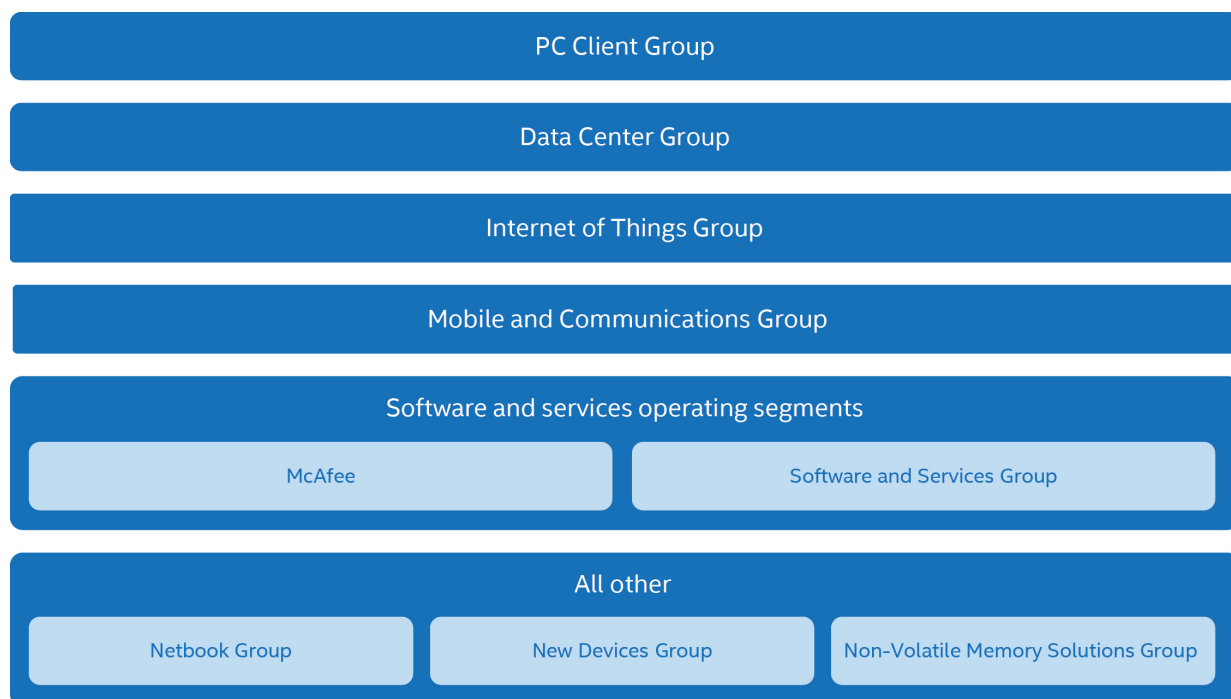 PC Client Group
Data Center Group
Internet of Things Group
Mobile and Communications Group
Software and services operating segments
McAfee
Software and Services Group
All other
Netbook Group
New Devices Group
Non-Volatile Memory Solutions Group